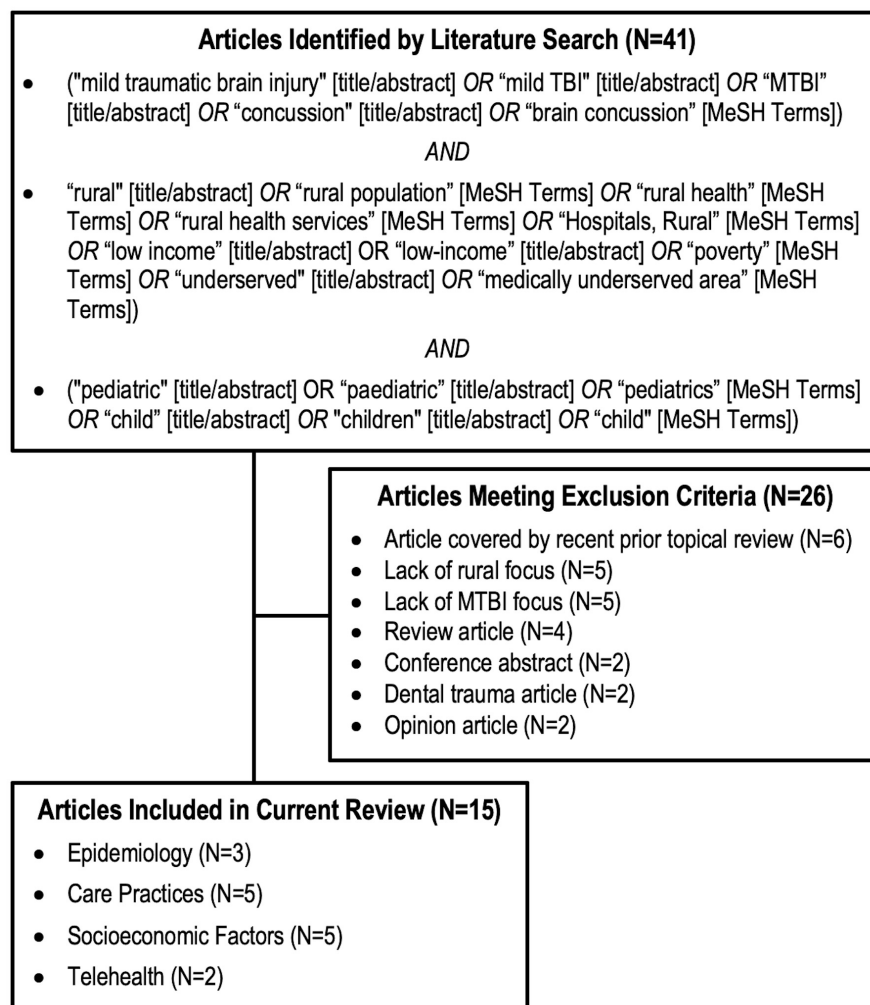 Articles Identified by Literature Search (N=41)
• ("mild traumatic brain injury" [title/abstract] OR “mild TBI" [title/abstract] OR “MTBI”
[title/abstract] OR “concussion" [title/abstract] OR “brain concussion” [MeSH Terms])
AND
• “rural" [title/abstract] OR “rural population” [MeSH Terms] OR “rural health” [MeSH
Terms] OR “rural health services” [MeSH Terms] OR “Hospitals, Rural” [MeSH Terms]
OR “low income” [title/abstract] OR “low-income” [title/abstract] OR “poverty” [MeSH
Terms] OR “underserved" [title/abstract] OR “medically underserved area” [MeSH
Terms])
AND
• ("pediatric" [title/abstract] OR “paediatric” [title/abstract] OR “pediatrics” [MeSH Terms]
OR “child” [title/abstract] OR "children" [title/abstract] OR “child" [MeSH Terms])
Articles Meeting Exclusion Criteria (N=26)
• Article covered by recent prior topical review (N=6)
• Lack of rural focus (N=5)
• Lack of MTBI focus (N=5)
• Review article (N=4)
• Conference abstract (N=2)
• Dental trauma article (N=2)
• Opinion article (N=2)
Articles Included in Current Review (N=15)
• Epidemiology (N=3)
• Care Practices (N=5)
• Socioeconomic Factors (N=5)
• Telehealth (N=2)